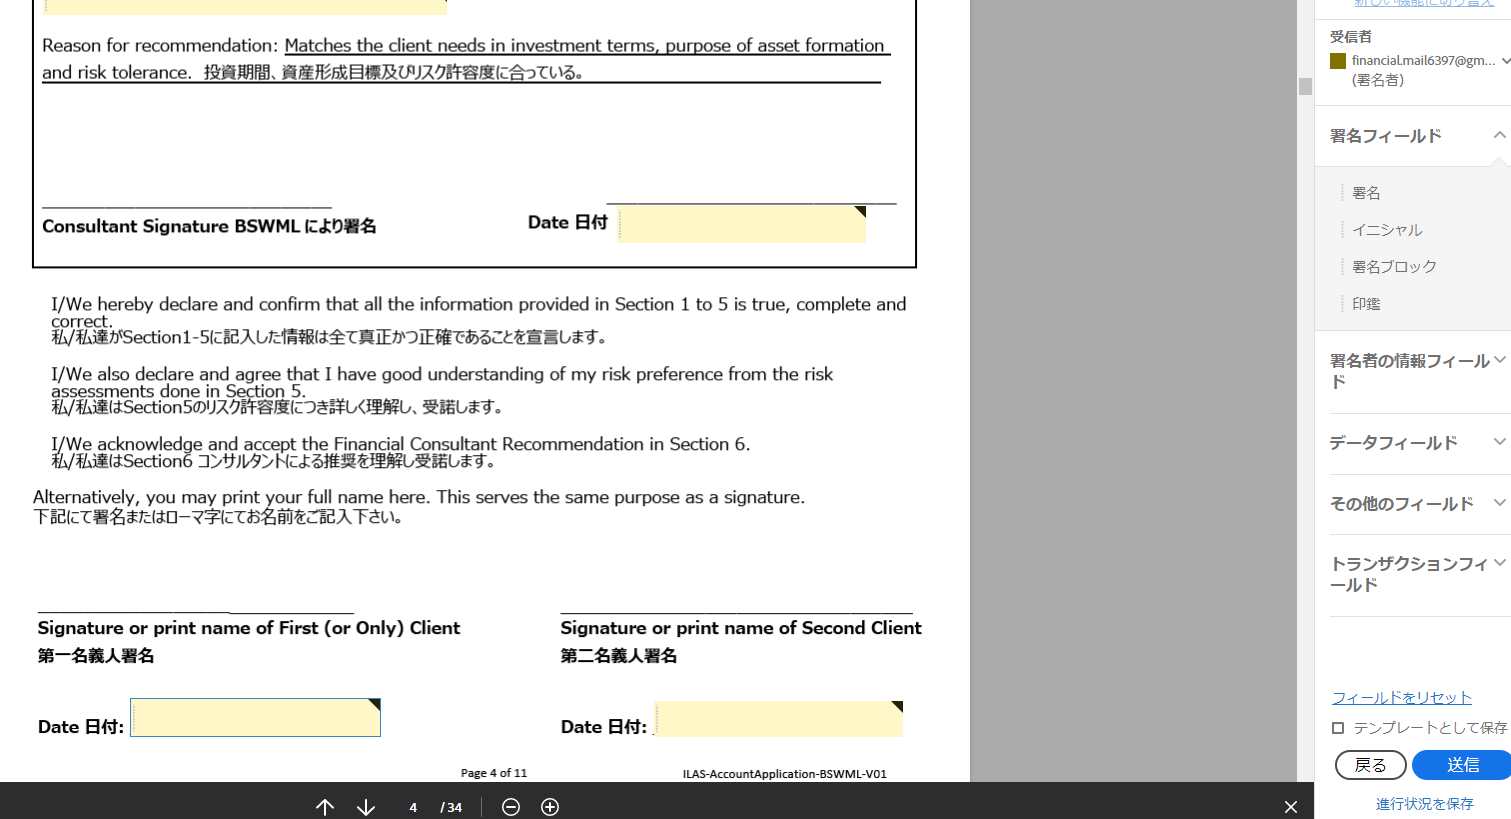 Reason for recommendation: Matches the client needs in investment terms, purpose of asset formation
and risk tolerance. 投資期間、資産形成目標及びリスク許容度に合っている。
Consultant Signature BSWML により署名
Date 日付
I/We hereby declare and confirm that all the information provided in Section 1 to 5 is true, complete and
correct.
私/私達がSection1-5に記入した情報は全て真正かつ正確であることを宣言します。
I/We also declare and agree that I have good understanding of my risk preference from the risk
assessments done in Section 5.
私/私達はSection5のリスク許容度につき詳しく理解し、受諾します。
I/We acknowledge and accept the Financial Consultant Recommendation in Section 6.
私/私達はSection6 コンサルタントによる推奨を理解し受諾します。
Alternatively, you may print your full name here. This serves the same purpose as a signature.
下記にて署名またはローマ字にてお名前をご記入下さい。
Signature or print name of First (or Only) Client
第一名義人署名
Signature or print name of Second Client
第二名義人署名
Date 日付:
Date 日付:
Page 4 of 11
ILAS-AccountApplication-BSWML-V01
4 / 34
新しい機能に切り替え
受信者
financial.mail6397@gm...
(署名者)
署名フィールド
署名
イニシャル
署名ブロック
印鑑
署名者の情報フィール
ド
データフィールド
その他のフィールド
トランザクションフィ
ールド
フィールドをリセット
テンプレートとして保存
戻る
送信
進行状況を保存